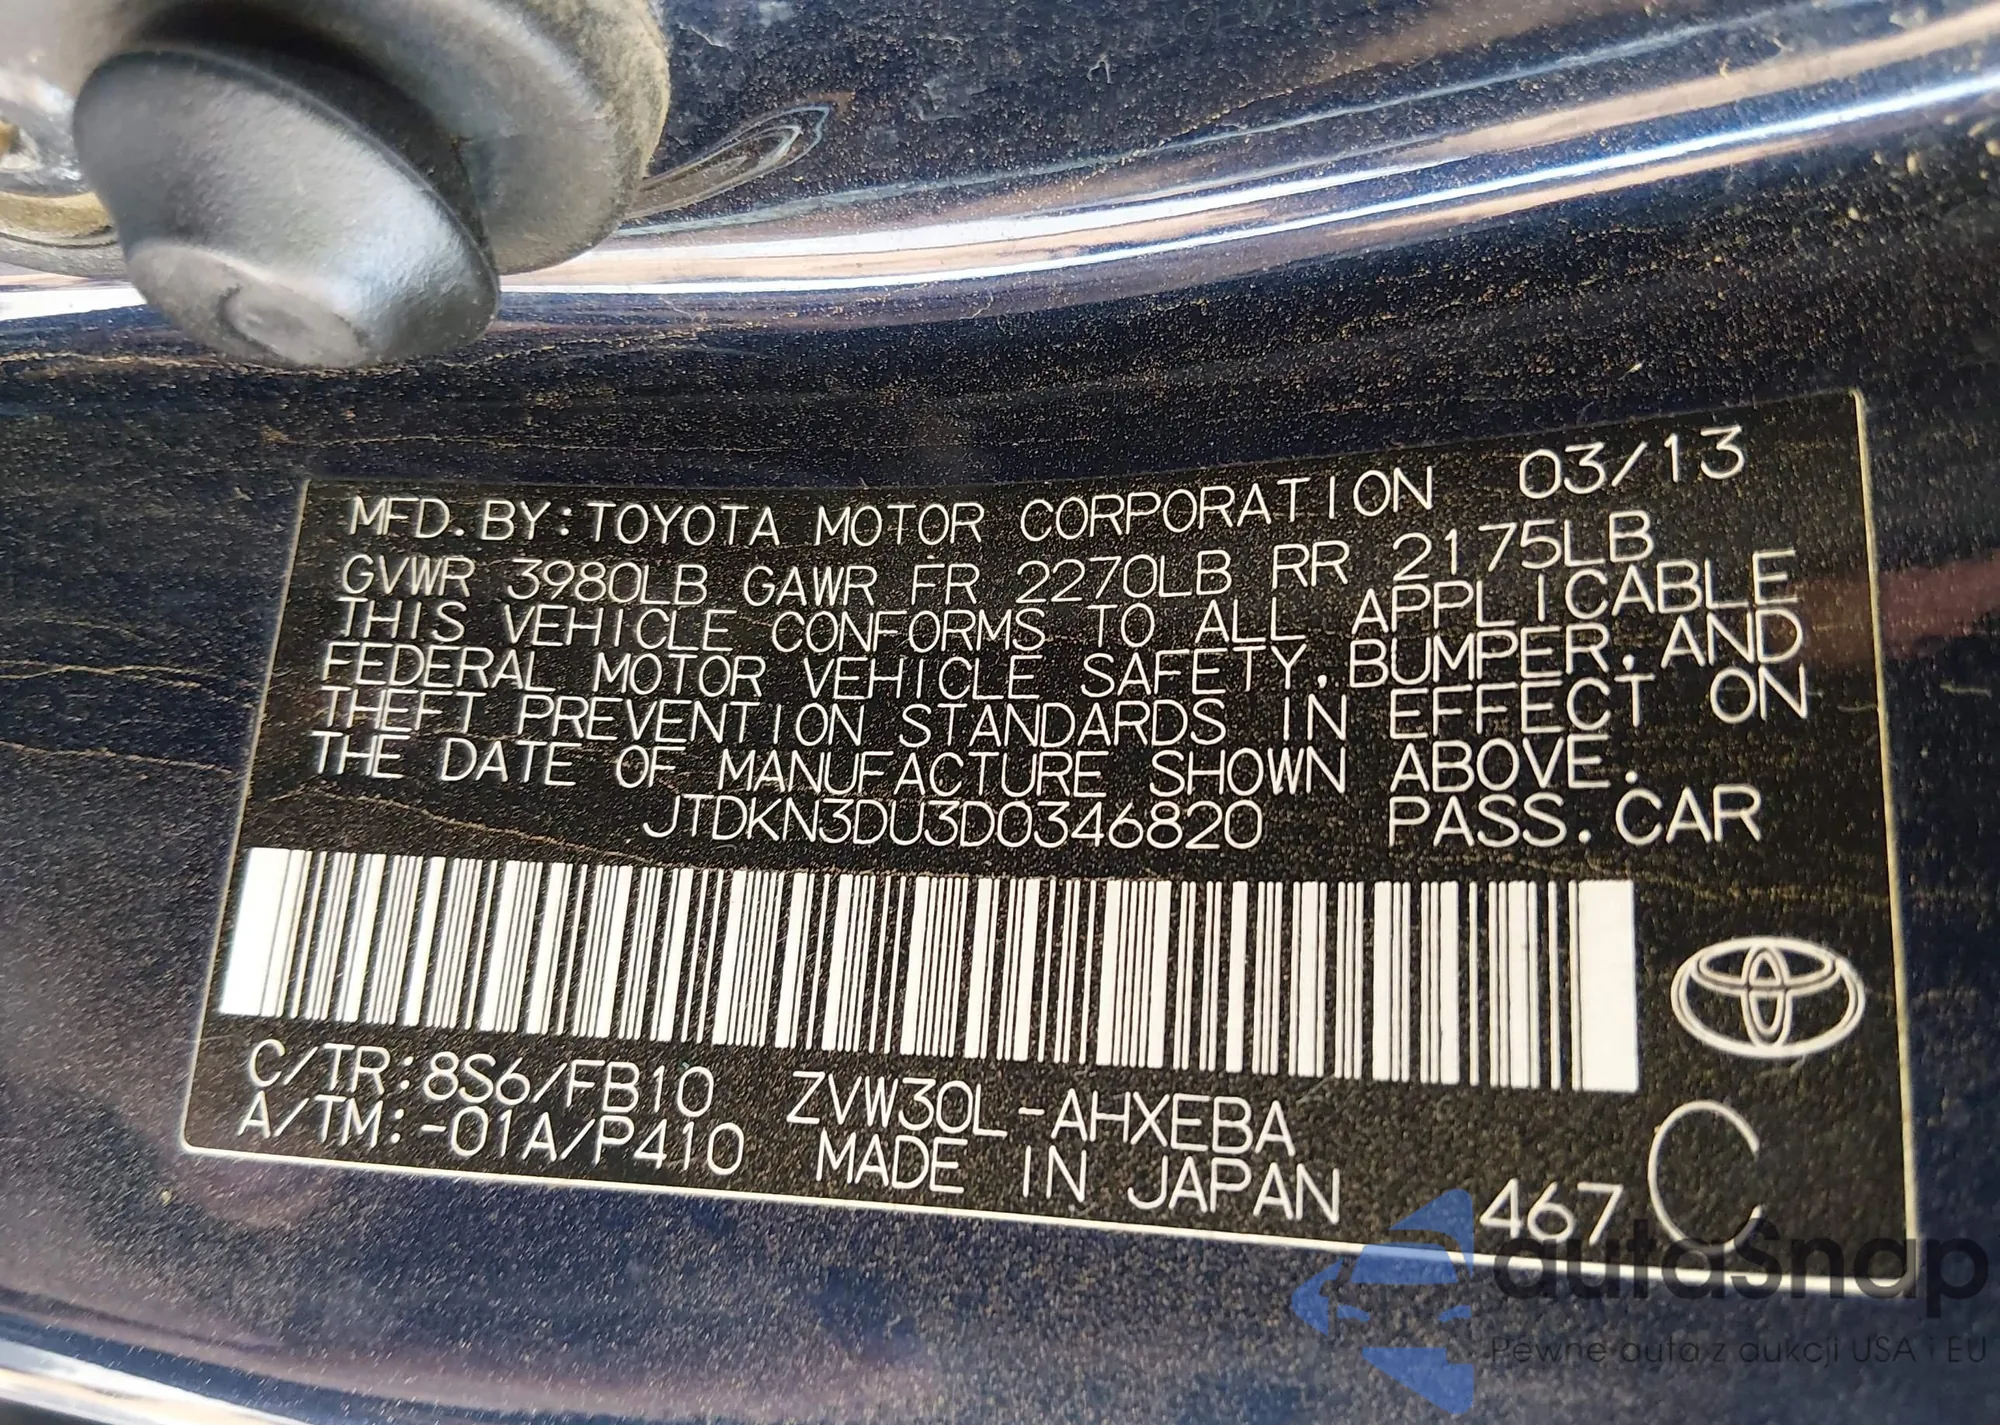 MFD. BY: TOYOTA MOTOR CORPORATION 03/13
GVWR 3980LB GAWR FR 2270LB RR 2175LB
THIS VEHICLE CONFORMS TO ALL APPLICABLE
FEDERAL MOTOR VEHICLE SAFETY, BUMPER, AND
THEFT PREVENTION STANDARDS IN EFFECT ON
THE DATE OF MANUFACTURE SHOWN ABOVE.
JTDKN3DU3D0346820 PASS. CAR
C/TR: 8S6/FB10 ZVW30L-AHXEBA
A/TM: -01A/P410 MADE IN JAPAN
467 C
autoSnap
Pewne auta z aukcji USA i EU